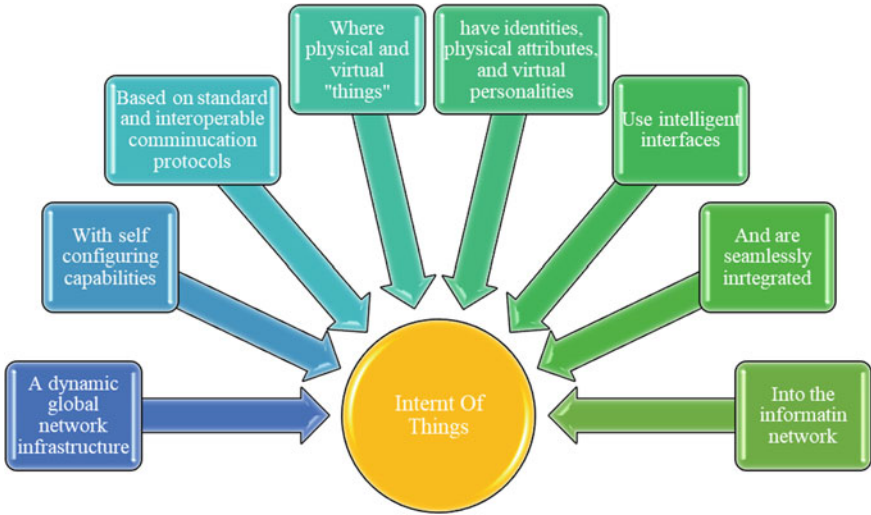 Where
physical and
virtual
"things"
have identities,
physical attributes,
and virtual
personalities
Based on standard
and interoperable
comminucation
protocols
Use intelligent
interfaces
With self
configuring
capabilities
And are
seamlessly
inrtegrated
A dynamic
global
network
infrastructure
Internt Of
Things
Into the
informatin
network